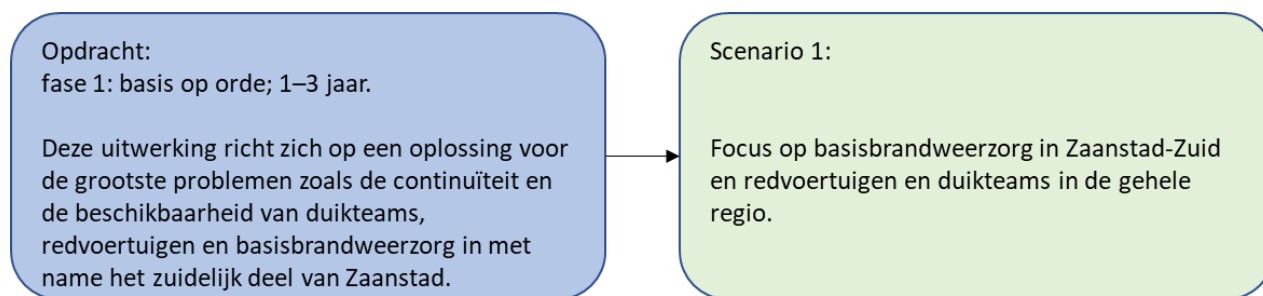 Opdracht:
fase 1: basis op orde; 1–3 jaar.
Deze uitwerking richt zich op een oplossing voor
de grootste problemen zoals de continuïteit en
de beschikbaarheid van duikteams,
redvoertuigen en basisbrandweerzorg in met
name het zuidelijk deel van Zaanstad.
Scenario 1:
Focus op basisbrandweerzorg in Zaanstad-Zuid
en redvoertuigen en duikteams in de gehele
regio.